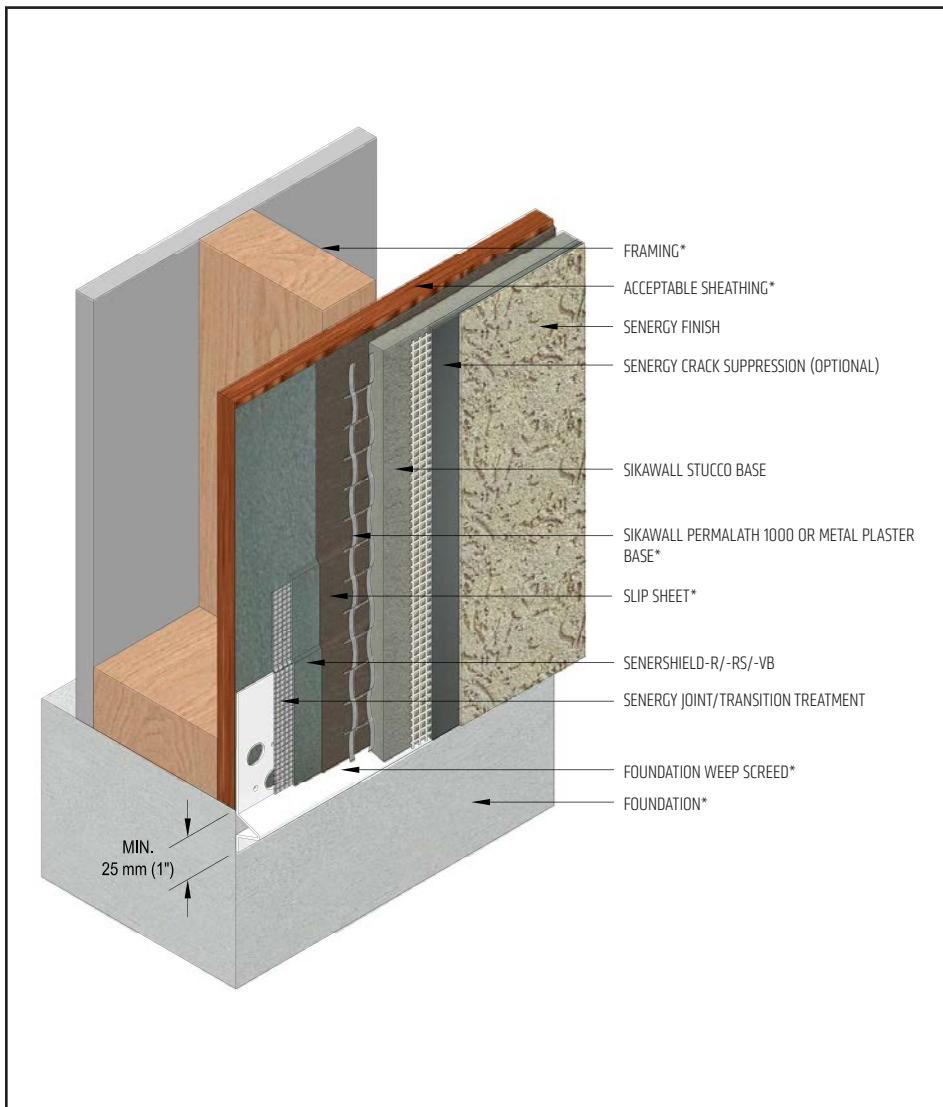 FRAMING*
ACCEPTABLE SHEATHING*
SENERGY FINISH
SENERGY CRACK SUPPRESSION (OPTIONAL)
SIKAWALL STUCCO BASE
SIKAWALL PERMALATH 1000 OR METAL PLASTER
BASE*
SLIP SHEET*
SENERSHIELD-R/-RS/-VB
SENERGY JOINT/TRANSITION TREATMENT
FOUNDATION WEEP SCREED*
FOUNDATION*
MIN.
25 mm (1")